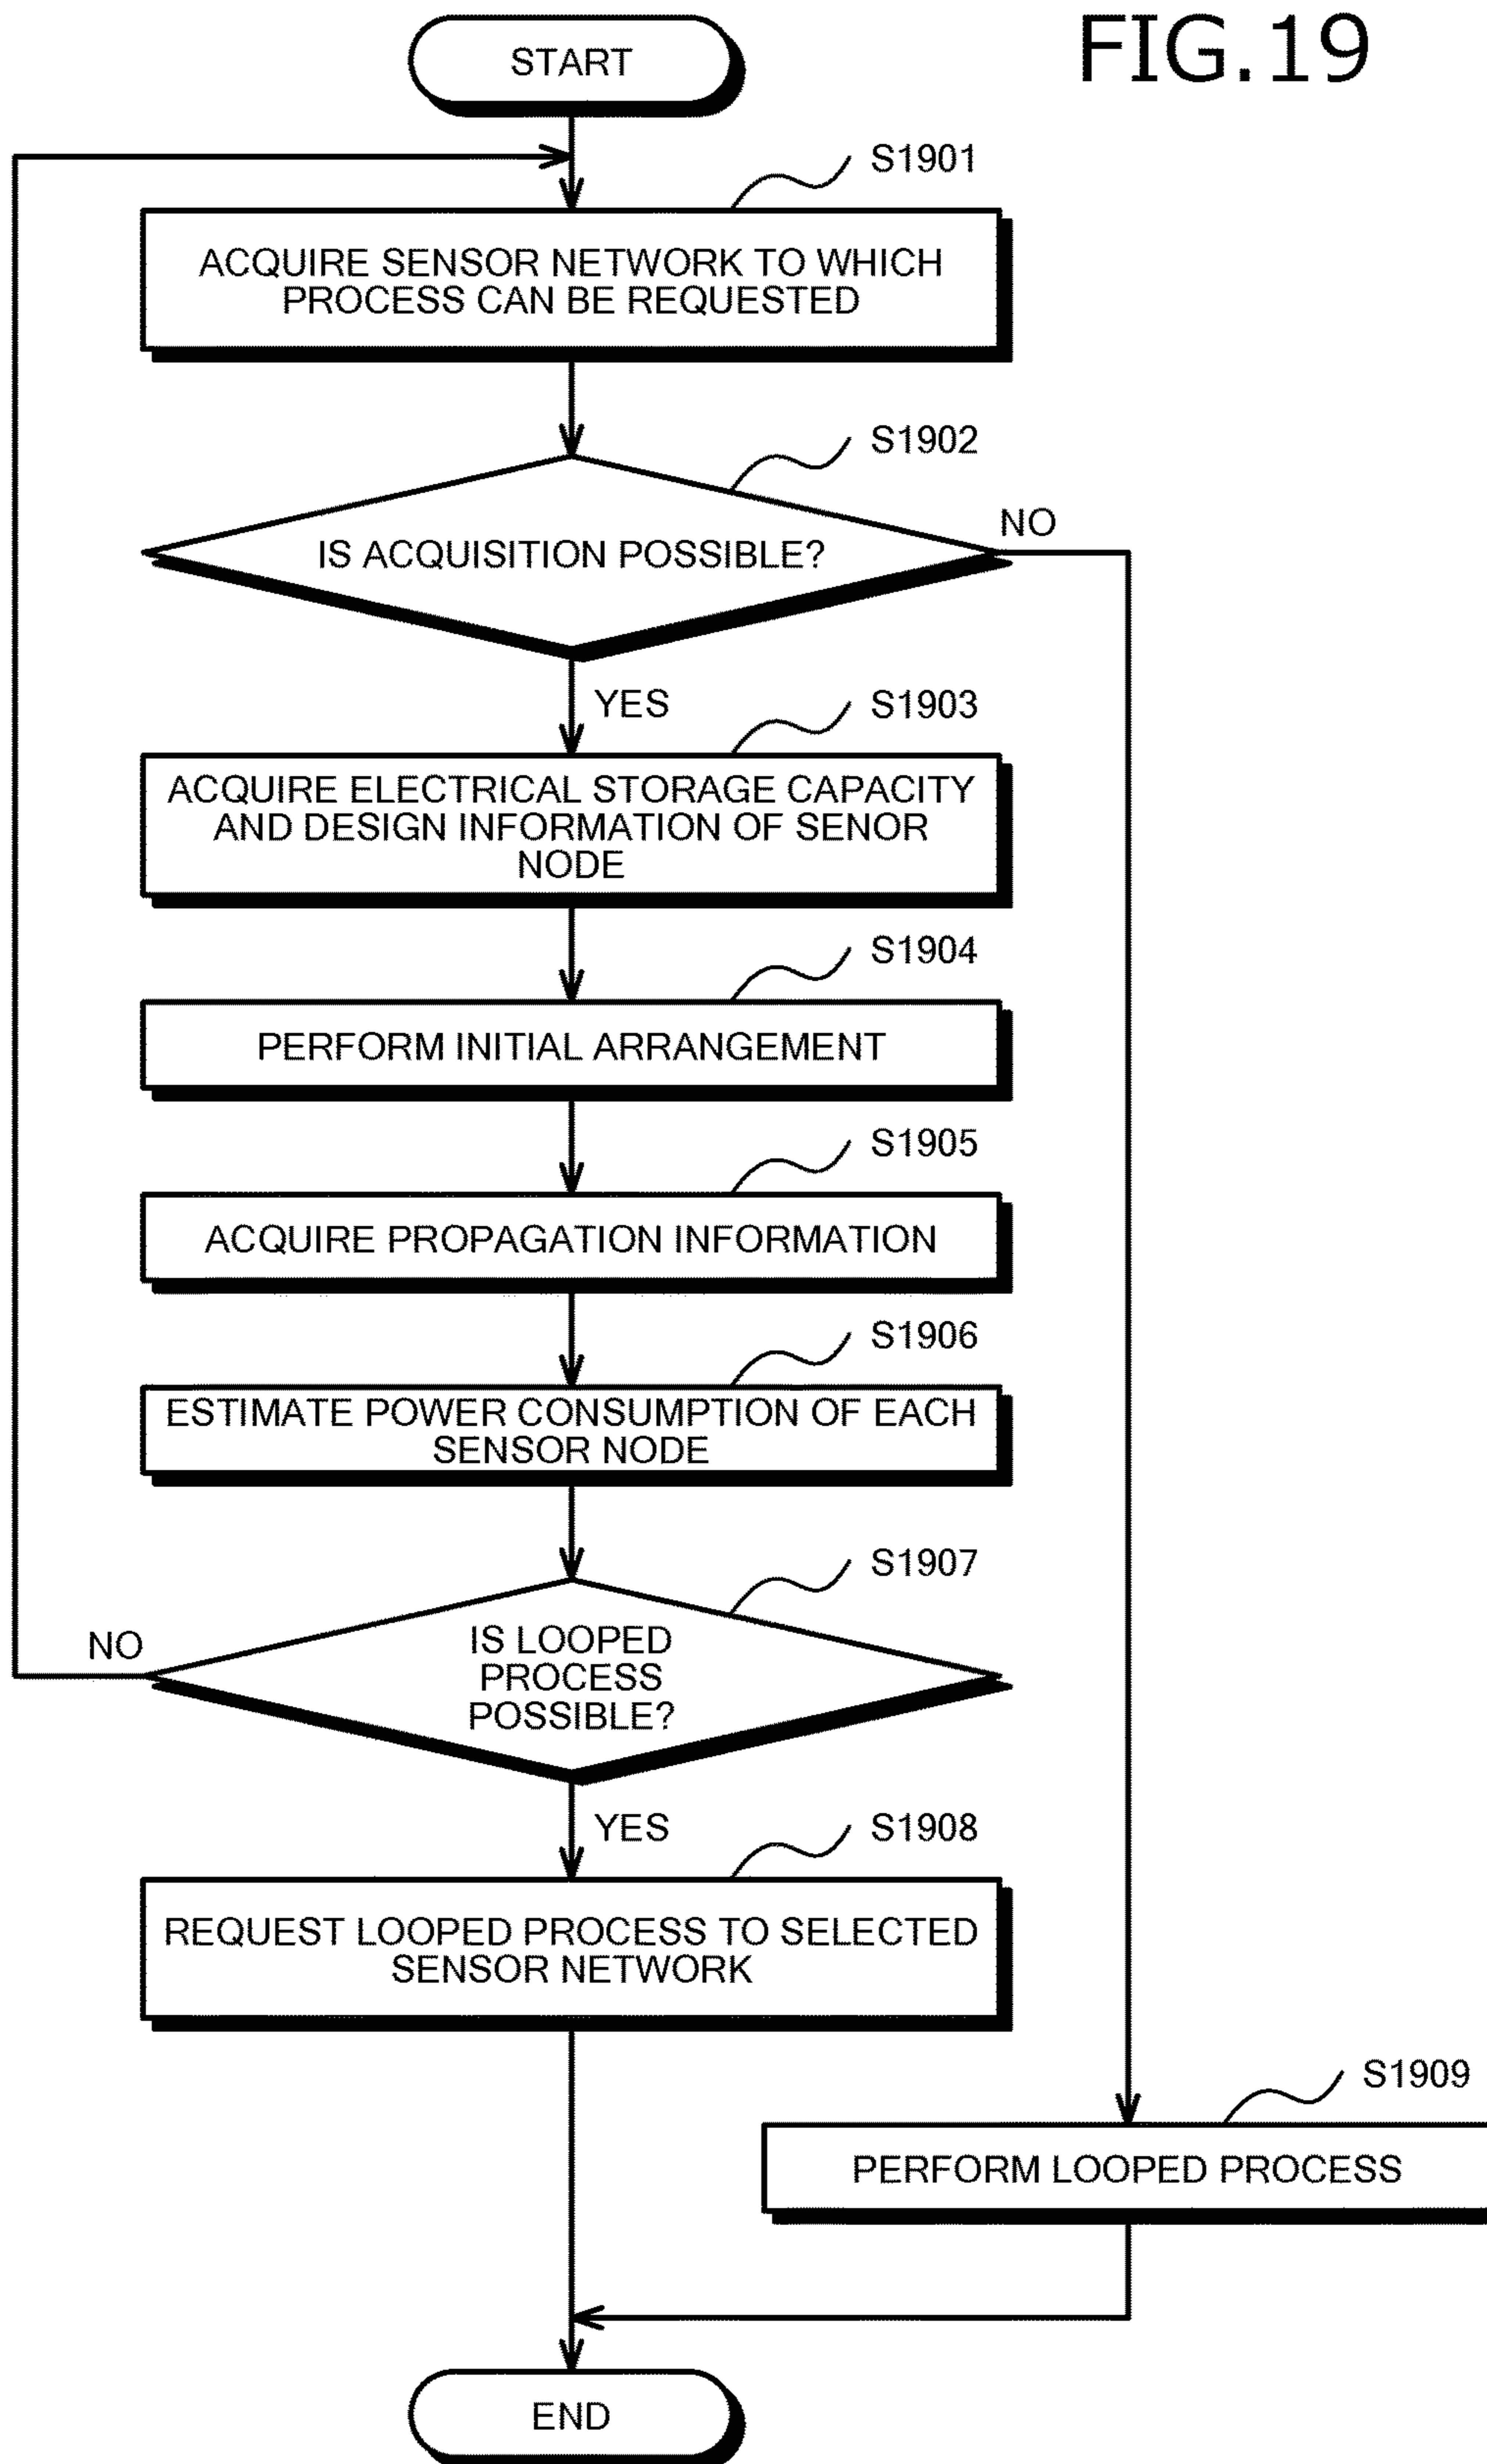 FIG.19
START
S1901
ACQUIRE SENSOR NETWORK TO WHICH
PROCESS CAN BE REQUESTED
S1902
IS ACQUISITION POSSIBLE?
NO
YES
S1903
ACQUIRE ELECTRICAL STORAGE CAPACITY
AND DESIGN INFORMATION OF SENOR
NODE
S1904
PERFORM INITIAL ARRANGEMENT
S1905
ACQUIRE PROPAGATION INFORMATION
S1906
ESTIMATE POWER CONSUMPTION OF EACH
SENSOR NODE
S1907
NO
IS LOOPED
PROCESS
POSSIBLE?
YES
S1908
REQUEST LOOPED PROCESS TO SELECTED
SENSOR NETWORK
S1909
PERFORM LOOPED PROCESS
END